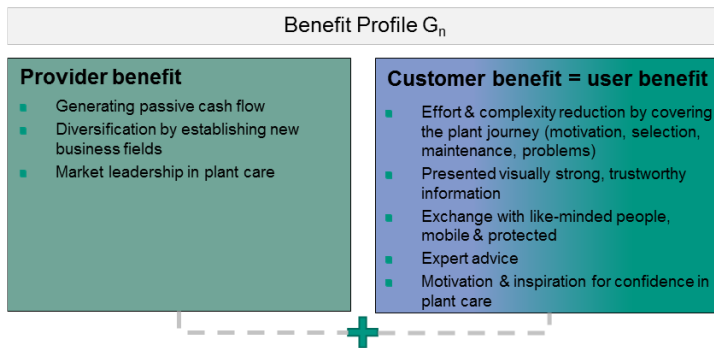 Benefit Profile Gn
Provider benefit
Generating passive cash flow
Diversification by establishing new
business fields
Market leadership in plant care
Customer benefit = user benefit
Effort & complexity reduction by covering
the plant journey (motivation, selection,
maintenance, problems)
Presented visually strong, trustworthy
information
Exchange with like-minded people,
mobile & protected
Expert advice
Motivation & inspiration for confidence in
plant care